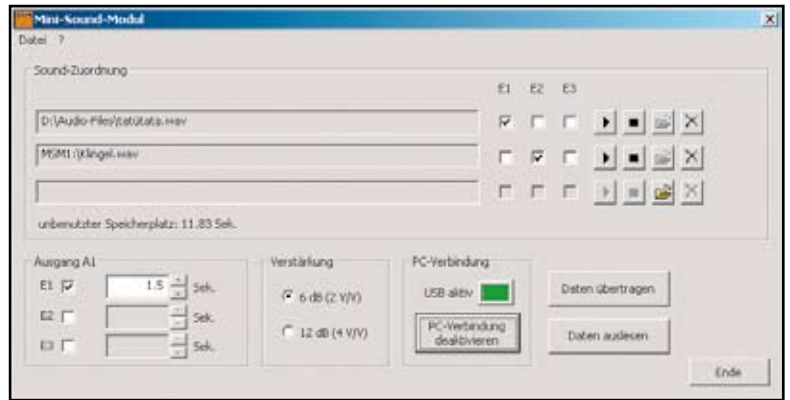 Mini-Sound-Modul
Datei ?
Sound-Zuordnung
E1 E2 E3
D:\Audio-Files\tatütata.wav
MSM1:\Klingel.wav
unbenutzter Speicherplatz: 11.83 Sek.
Ausgang A1
E1 1.5 Sek.
E2 Sek.
E3 Sek.
Verstärkung
6 dB (2 V/V)
12 dB (4 V/V)
PC-Verbindung
USB aktiv
PC-Verbindung
deaktivieren
Daten übertragen
Daten auslesen
Ende